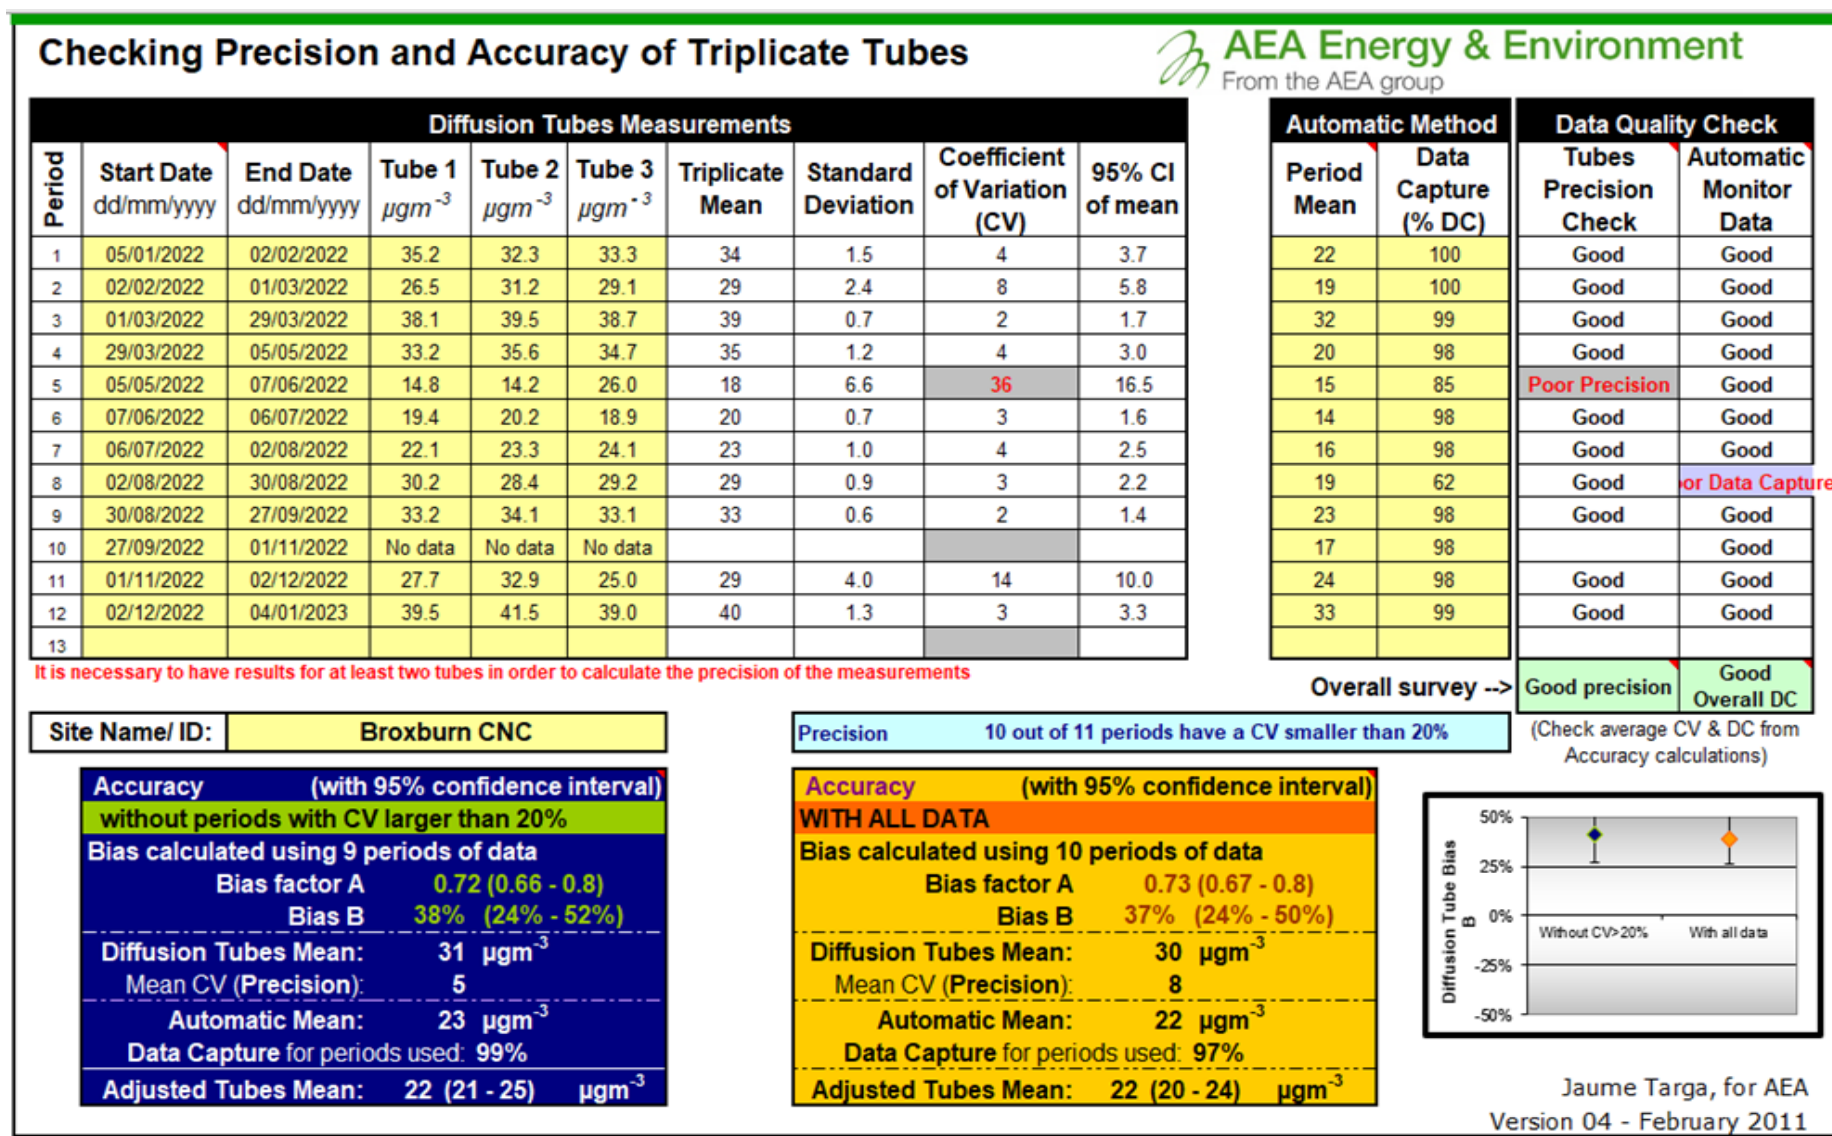 Checking Precision and Accuracy of Triplicate Tubes
AEA Energy & Environment
From the AEA group
Diffusion Tubes Measurements
Automatic Method
Data Quality Check
Period Start Date dd/mm/yyyy End Date dd/mm/yyyy Tube 1 µgm-3 Tube 2 µgm-3 Tube 3 µgm-3 Triplicate Mean Standard Deviation Coefficient of Variation (CV) 95% CI of mean Period Mean Data Capture (% DC) Tubes Precision Check Automatic Monitor Data
1 05/01/2022 02/02/2022 35.2 32.3 33.3 34 1.5 4 3.7 22 100 Good Good
2 02/02/2022 01/03/2022 26.5 31.2 29.1 29 2.4 8 5.8 19 100 Good Good
3 01/03/2022 29/03/2022 38.1 39.5 38.7 39 0.7 2 1.7 32 99 Good Good
4 29/03/2022 05/05/2022 33.2 35.6 34.7 35 1.2 4 3.0 20 98 Good Good
5 05/05/2022 07/06/2022 14.8 14.2 26.0 18 6.6 36 16.5 15 85 Poor Precision Good
6 07/06/2022 06/07/2022 19.4 20.2 18.9 20 0.7 3 1.6 14 98 Good Good
7 06/07/2022 02/08/2022 22.1 23.3 24.1 23 1.0 4 2.5 16 98 Good Good
8 02/08/2022 30/08/2022 30.2 28.4 29.2 29 0.9 3 2.2 19 62 Good or Data Capture
9 30/08/2022 27/09/2022 33.2 34.1 33.1 33 0.6 2 1.4 23 98 Good Good
10 27/09/2022 01/11/2022 No data No data No data 17 98 Good
11 01/11/2022 02/12/2022 27.7 32.9 25.0 29 4.0 14 10.0 24 98 Good Good
12 02/12/2022 04/01/2023 39.5 41.5 39.0 40 1.3 3 3.3 33 99 Good Good
13
It is necessary to have results for at least two tubes in order to calculate the precision of the measurements
Overall survey --> Good precision Good Overall DC
(Check average CV & DC from
Accuracy calculations)
Site Name/ ID: Broxburn CNC
Precision 10 out of 11 periods have a CV smaller than 20%
Accuracy (with 95% confidence interval)
without periods with CV larger than 20%
Bias calculated using 9 periods of data
Bias factor A 0.72 (0.66 - 0.8)
Bias B 38% (24% - 52%)
Diffusion Tubes Mean: 31 µgm-3
Mean CV (Precision): 5
Automatic Mean: 23 µgm-3
Data Capture for periods used: 99%
Adjusted Tubes Mean: 22 (21 - 25) µgm-3
Accuracy (with 95% confidence interval)
WITH ALL DATA
Bias calculated using 10 periods of data
Bias factor A 0.73 (0.67 - 0.8)
Bias B 37% (24% - 50%)
Diffusion Tubes Mean: 30 µgm-3
Mean CV (Precision): 8
Automatic Mean: 22 µgm-3
Data Capture for periods used: 97%
Adjusted Tubes Mean: 22 (20 - 24) µgm-3
Diffusion Tube Bias B
50%
25%
0%
-25%
-50%
Without CV>20% With all data
Jaume Targa, for AEA
Version 04 - February 2011